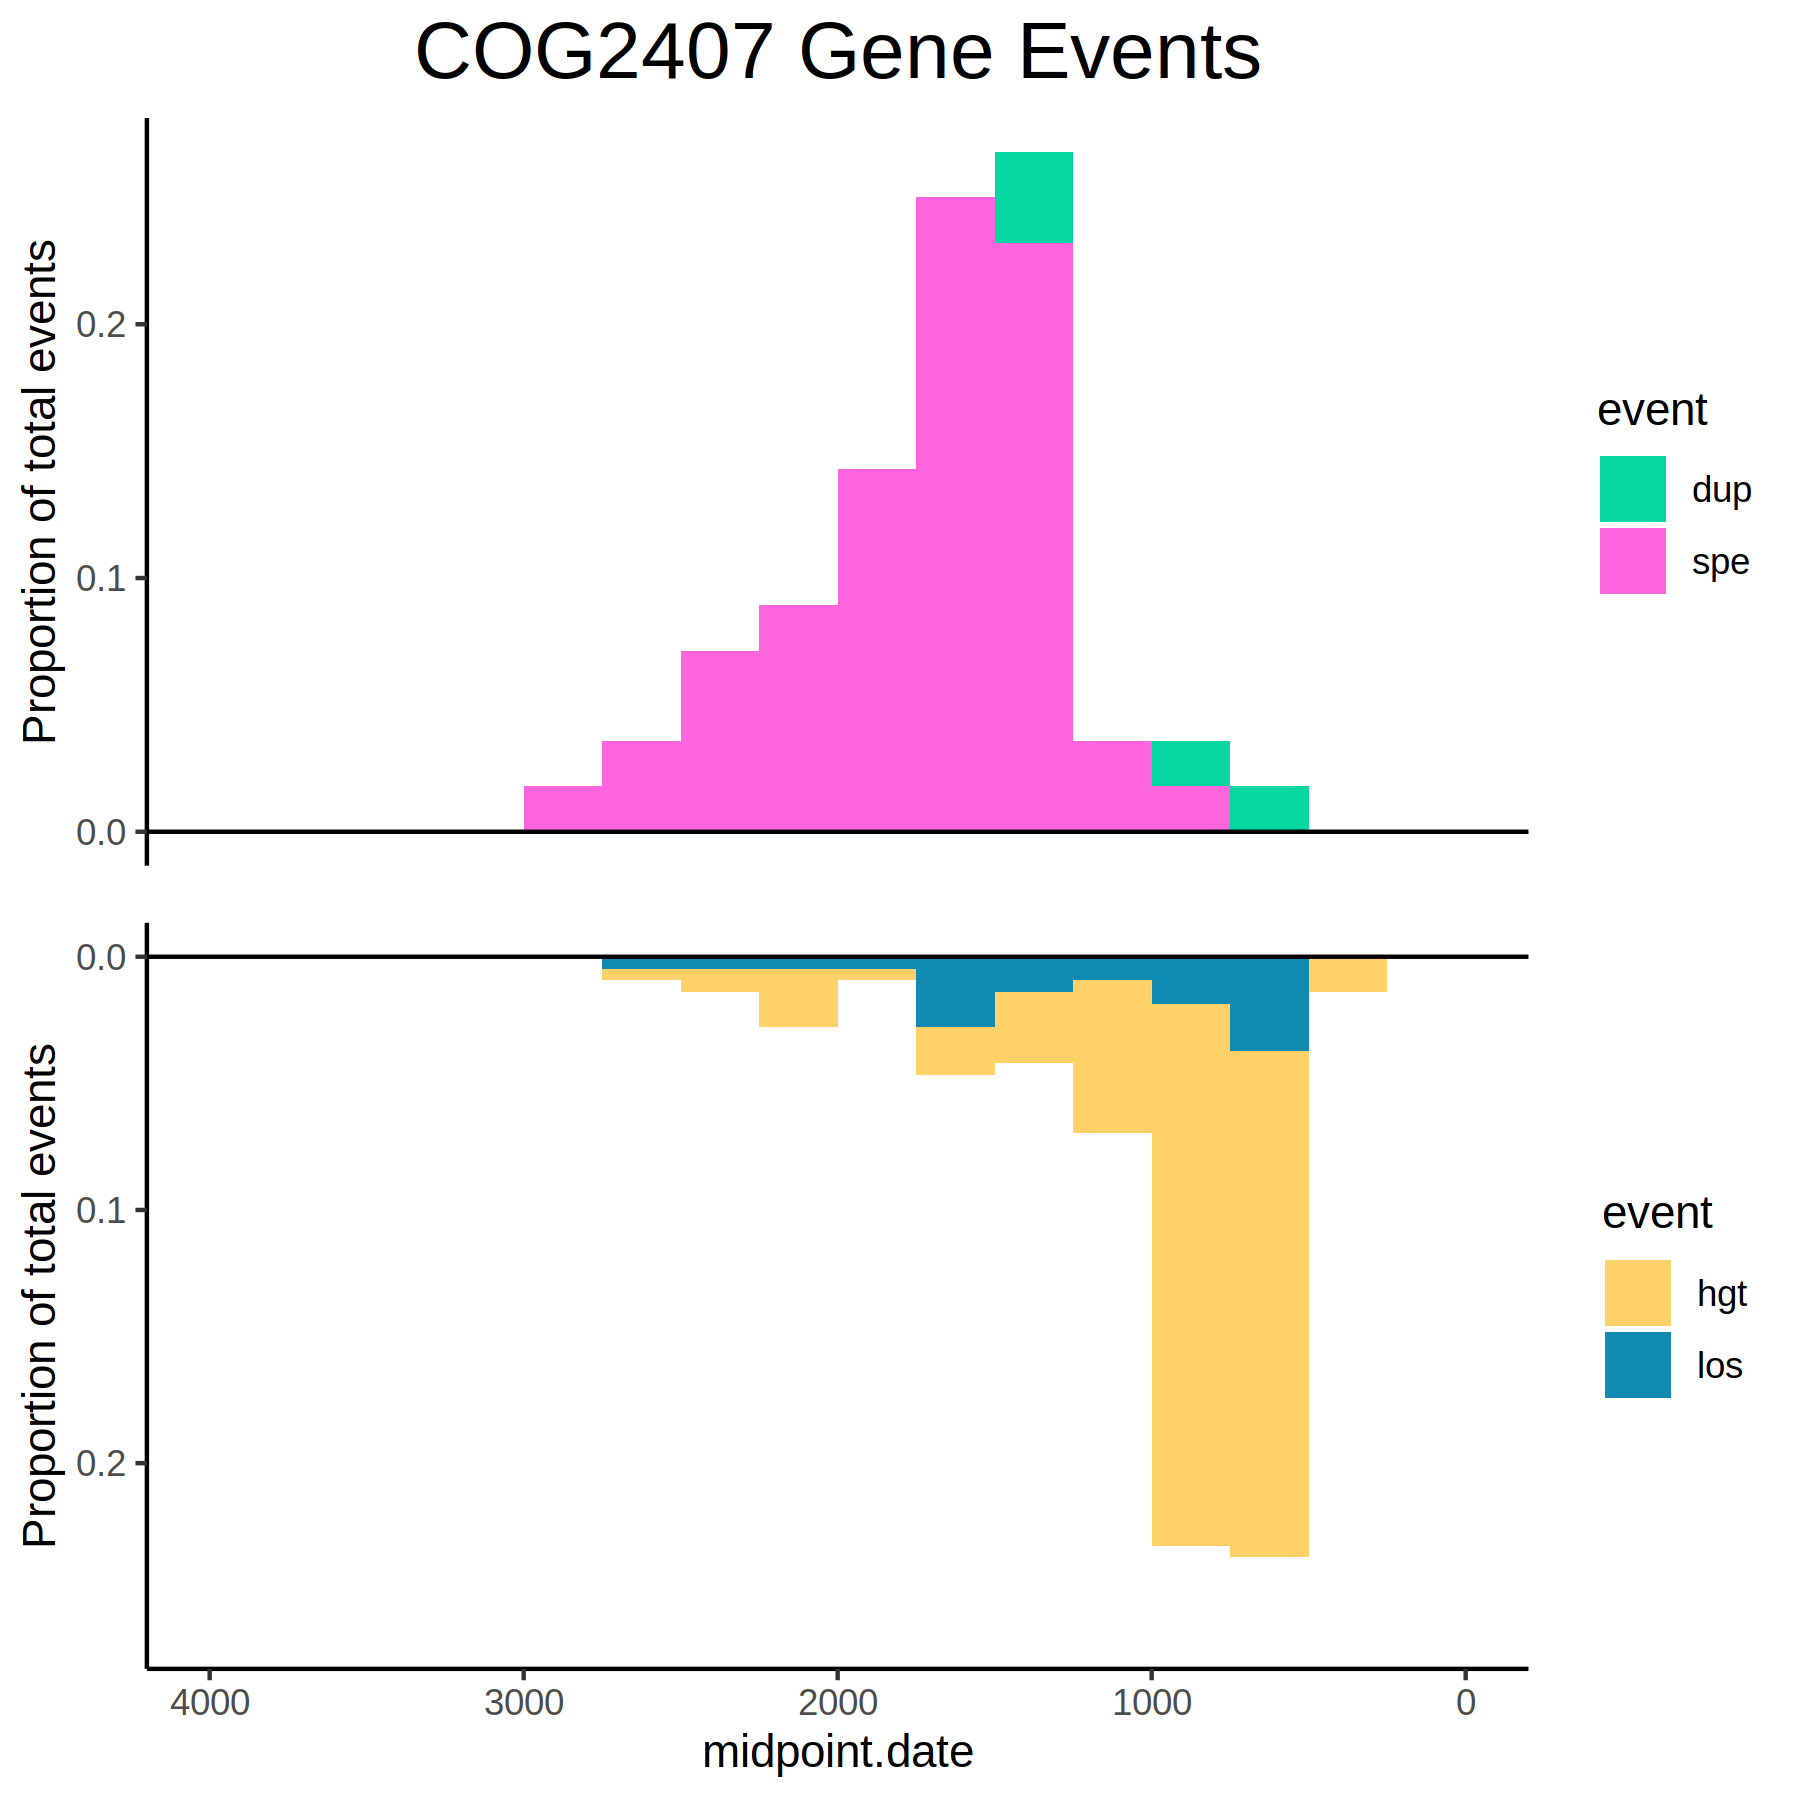 COG2407 Gene Events
Proportion of total events
0.2
0.1
0.0
event
dup
spe
Proportion of total events
0.0
0.1
0.2
event
hgt
los
4000 3000 2000 1000 0
midpoint.date